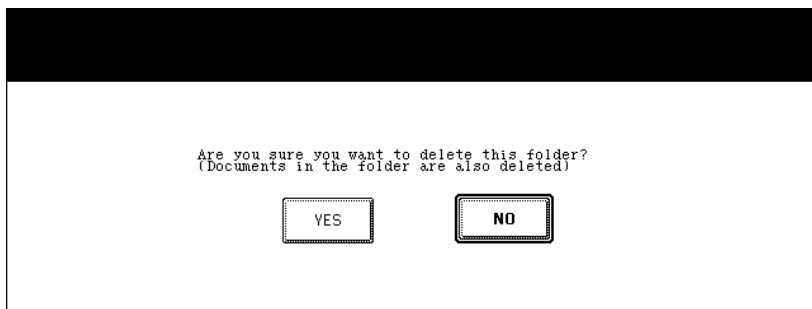 Are you sure you want to delete this folder?
(Documents in the folder are also deleted)
YES
NO